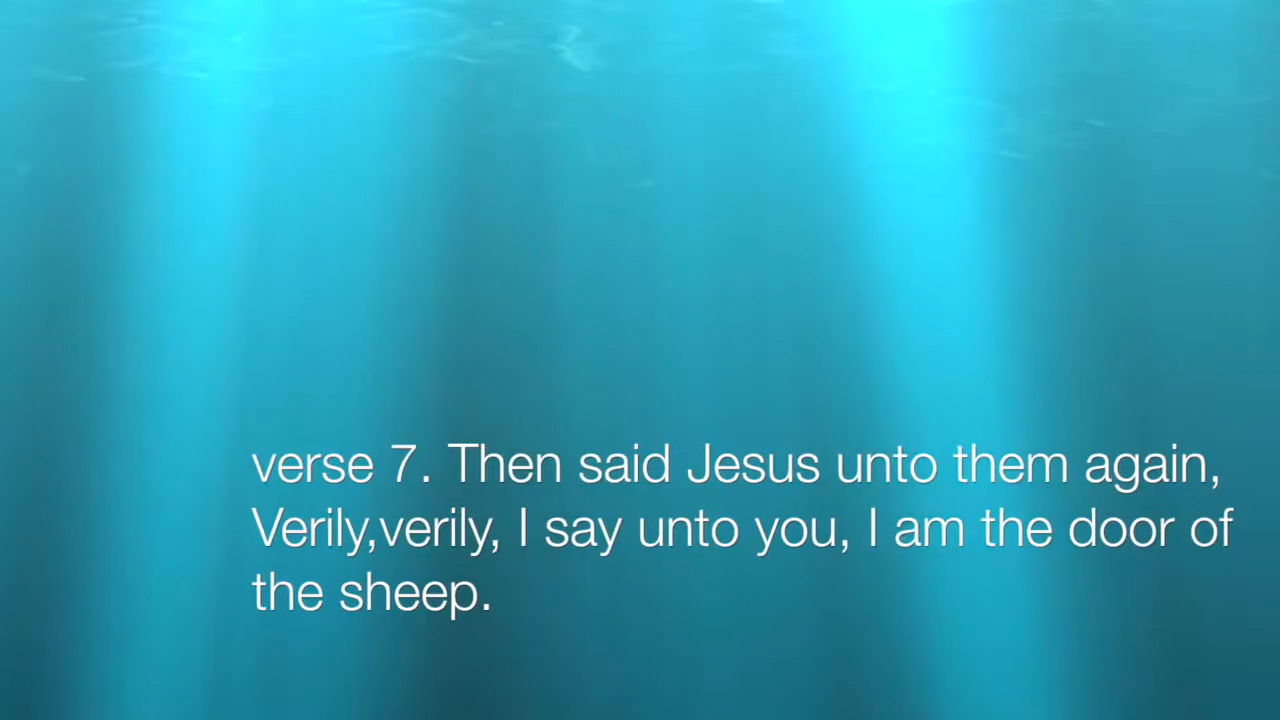 verse 7. Then said Jesus unto them again,
Verily,verily, I say unto you, I am the door of
the sheep.